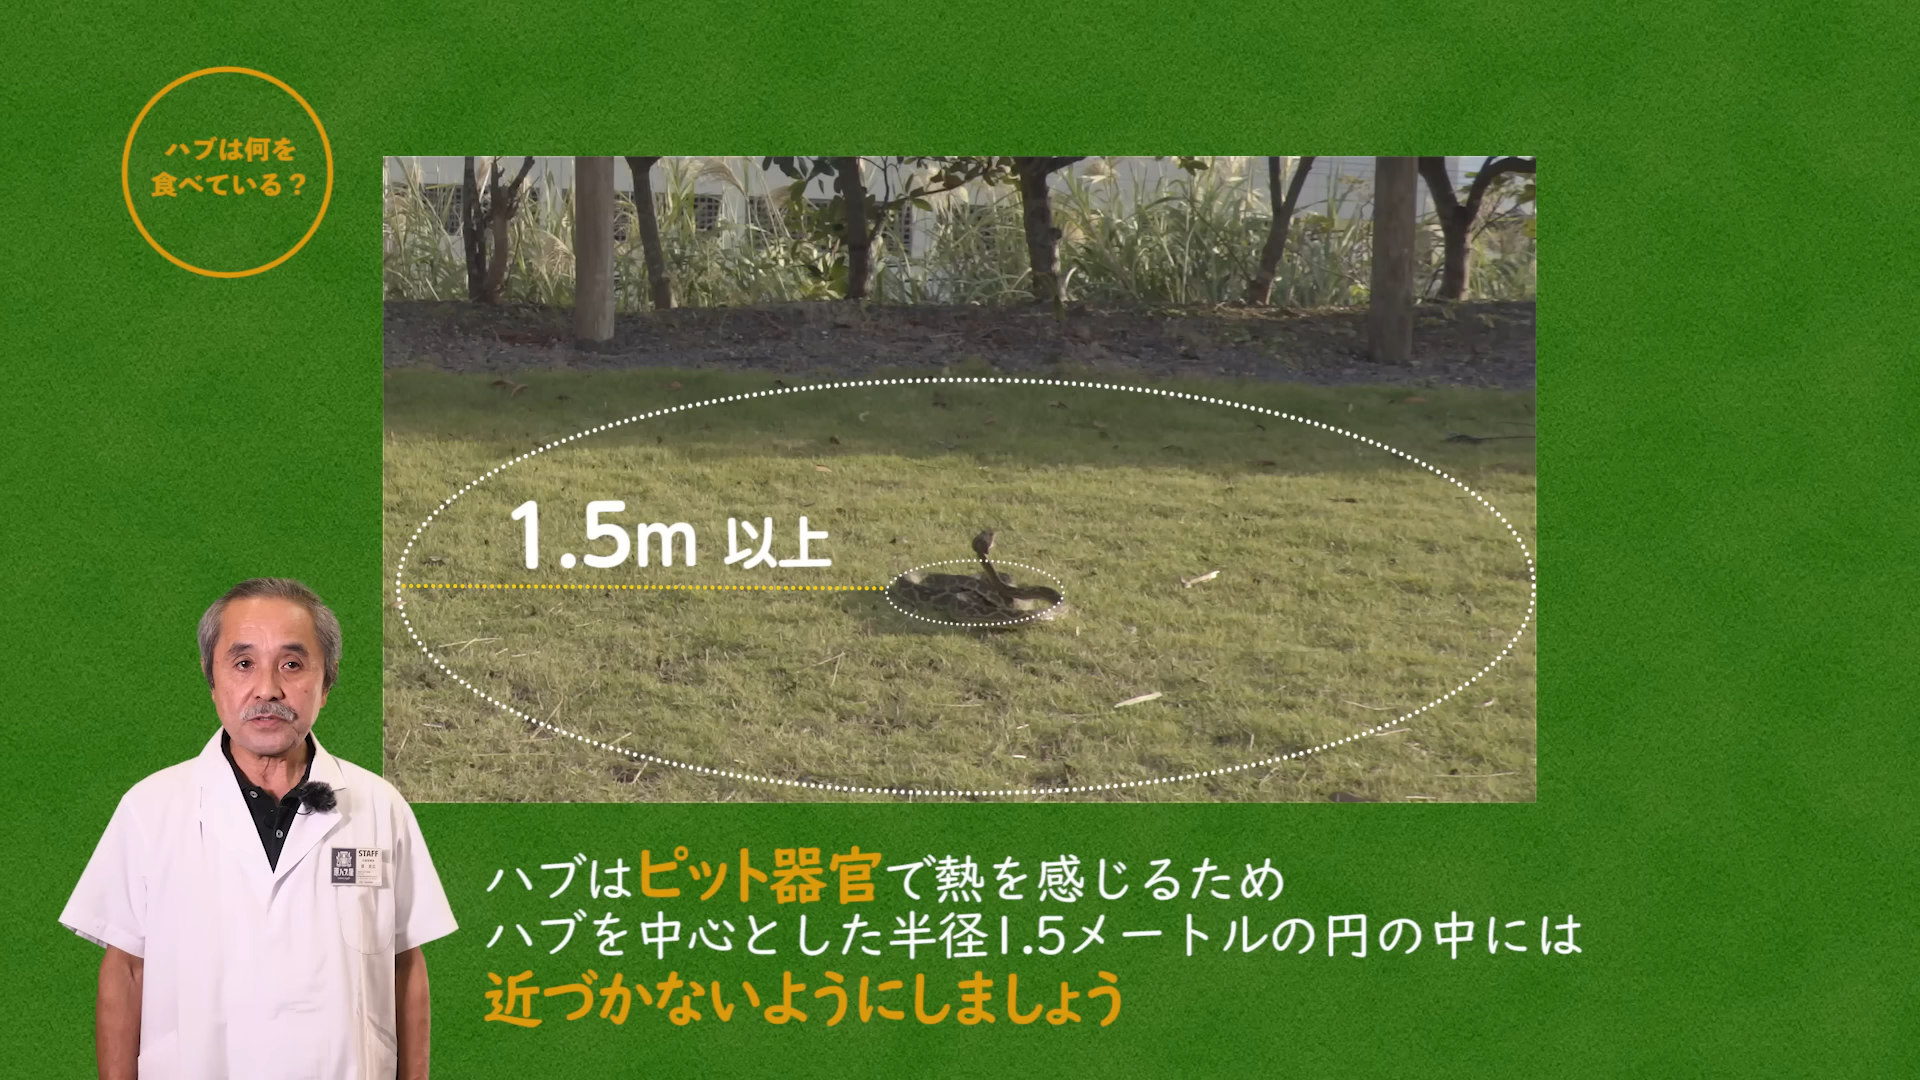 ハブは何を
食べている？
1.5m 以上
STAFF
ハブはピット器官で熱を感じるため
ハブを中心とした半径1.5メートルの円の中には
近づかないようにしましょう